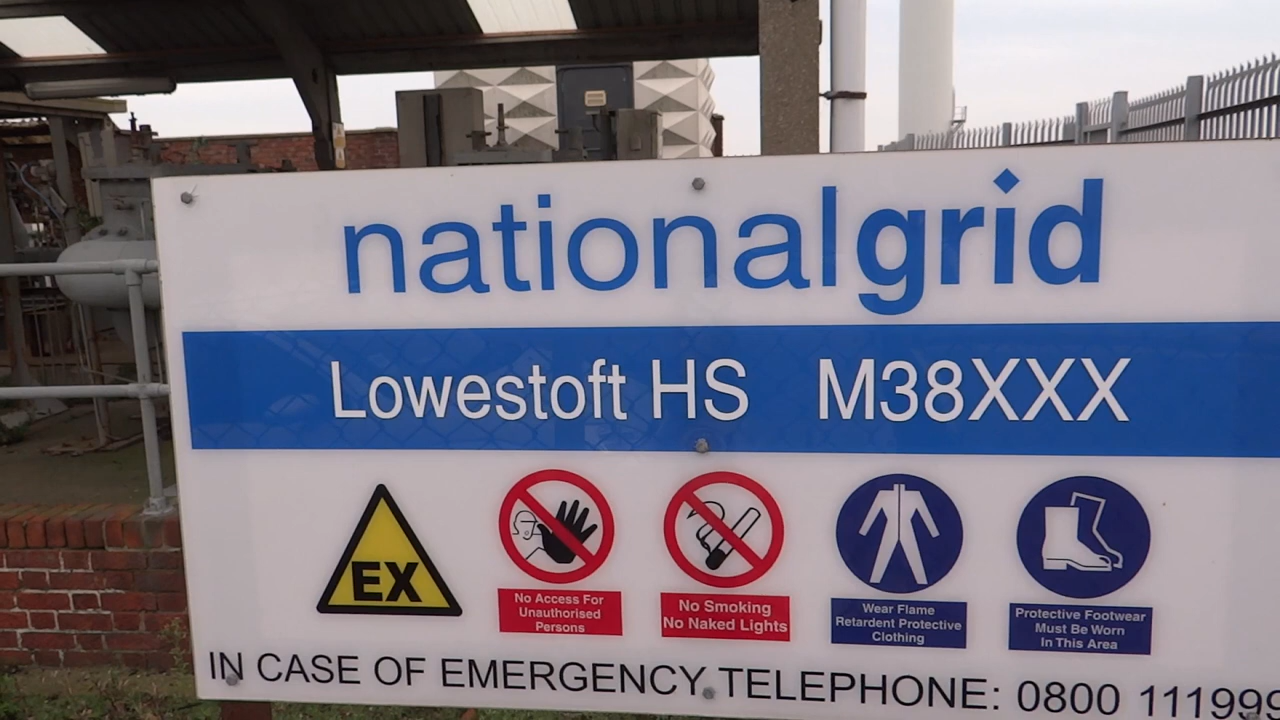 nationalgrid
Lowestoft HS M38XXX
EX
No Access For
Unauthorised
Persons
No Smoking
No Naked Lights
Wear Flame
Retardent Protective
Clothing
Protective Footwear
Must Be Worn
In This Area
IN CASE OF EMERGENCY TELEPHONE: 0800 111999